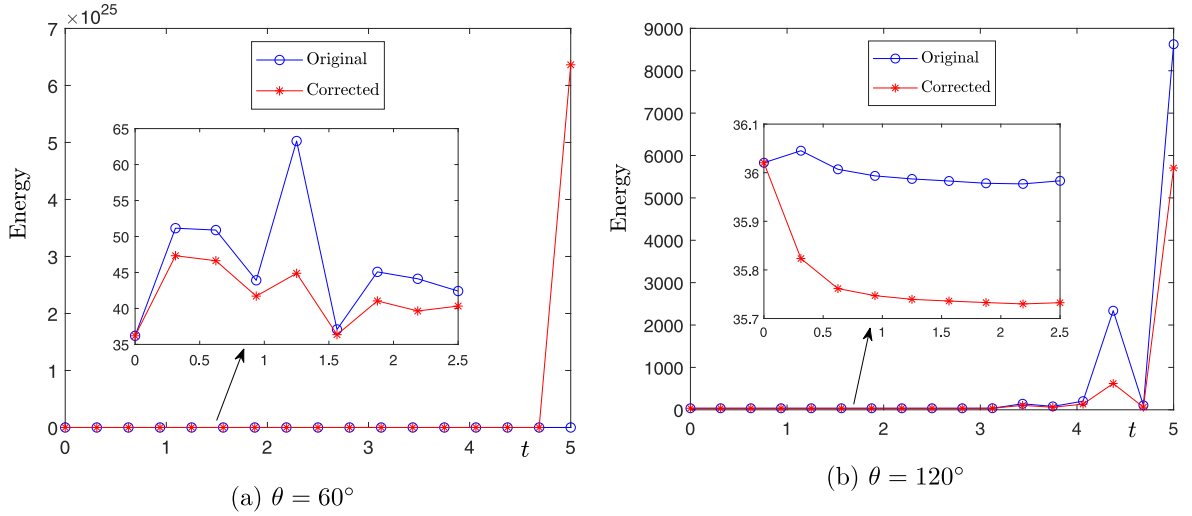 ×10^25
7
6
5
4
3
2
1
0
Energy
0 1 2 3 4 t 5
Original
Corrected
65
55
50
45
40
35
0 0.5 1 1.5 2 2.5
(a) θ = 60°
9000
8000
7000
6000
5000
4000
3000
2000
1000
0
Energy
0 1 2 3 4 t 5
Original
Corrected
36.1
36
35.9
35.8
35.7
0 0.5 1 1.5 2 2.5
(b) θ = 120°